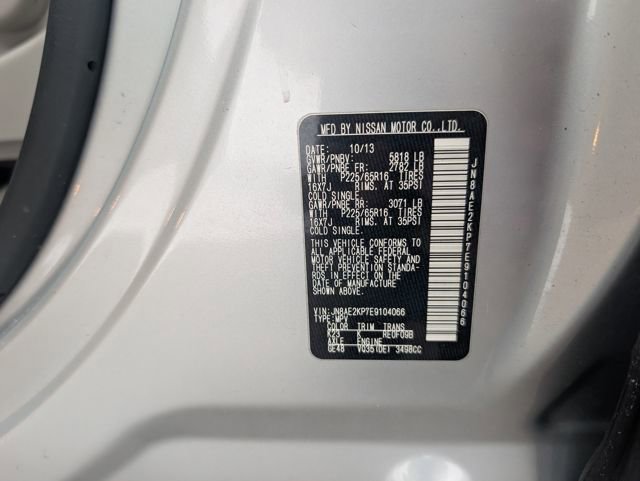 MFD BY NISSAN MOTOR CO.,LTD.
DATE: 10/13
GVWR/PNBV: 5818 LB
GAWR/PNBE FR: 2782 LB
WITH P225/65R16 TIRES
16X7J RIMS. AT 35PSI
COLD SINGLE.
GAWR/PNBE RR: 3071 LB
WITH P225/65R16 TIRES
16X7J RIMS. AT 35PSI
COLD SINGLE.
THIS VEHICLE CONFORMS TO
ALL APPLICABLE FEDERAL
MOTOR VEHICLE SAFETY AND
THEFT PREVENTION STANDA-
RDS IN EFFECT ON THE
DATE OF MANUFACTURE
SHOWN ABOVE.
VIN: JN8AE2KP7E9104066
TYPE: MPV
COLOR TRIM TRANS
K23 K RE0F09B
AXLE ENGINE
GE48 VQ35(DE) 3498CC
JN8AE2KP7E9104066